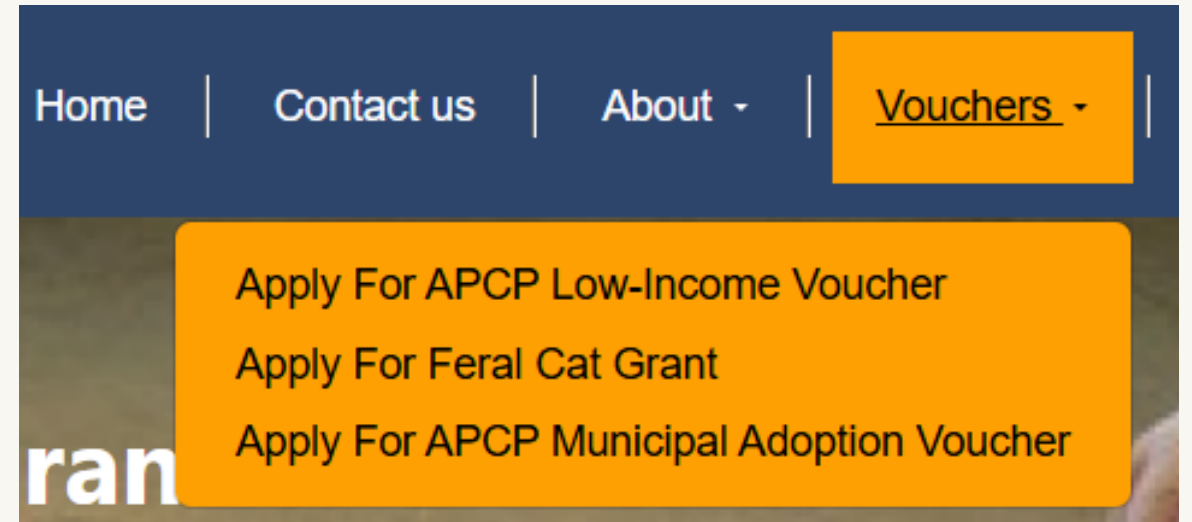 Home Contact us About Vouchers
Apply For APCP Low-Income Voucher
Apply For Feral Cat Grant
Apply For APCP Municipal Adoption Voucher
ran